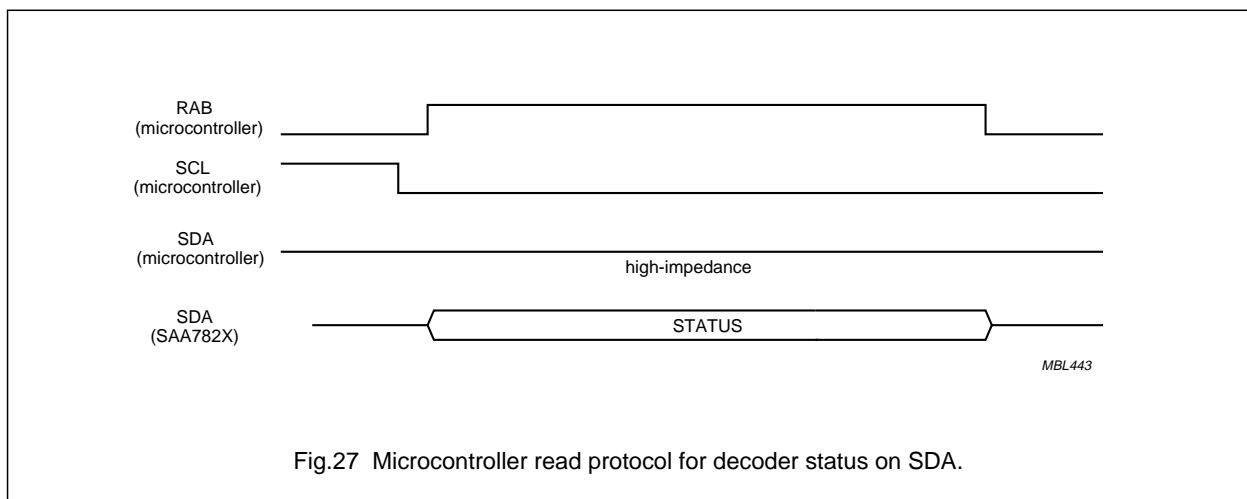 RAB
(microcontroller)
SCL
(microcontroller)
SDA
(microcontroller)
high-impedance
SDA
(SAA782X)
STATUS
MBL443
Fig.27 Microcontroller read protocol for decoder status on SDA.